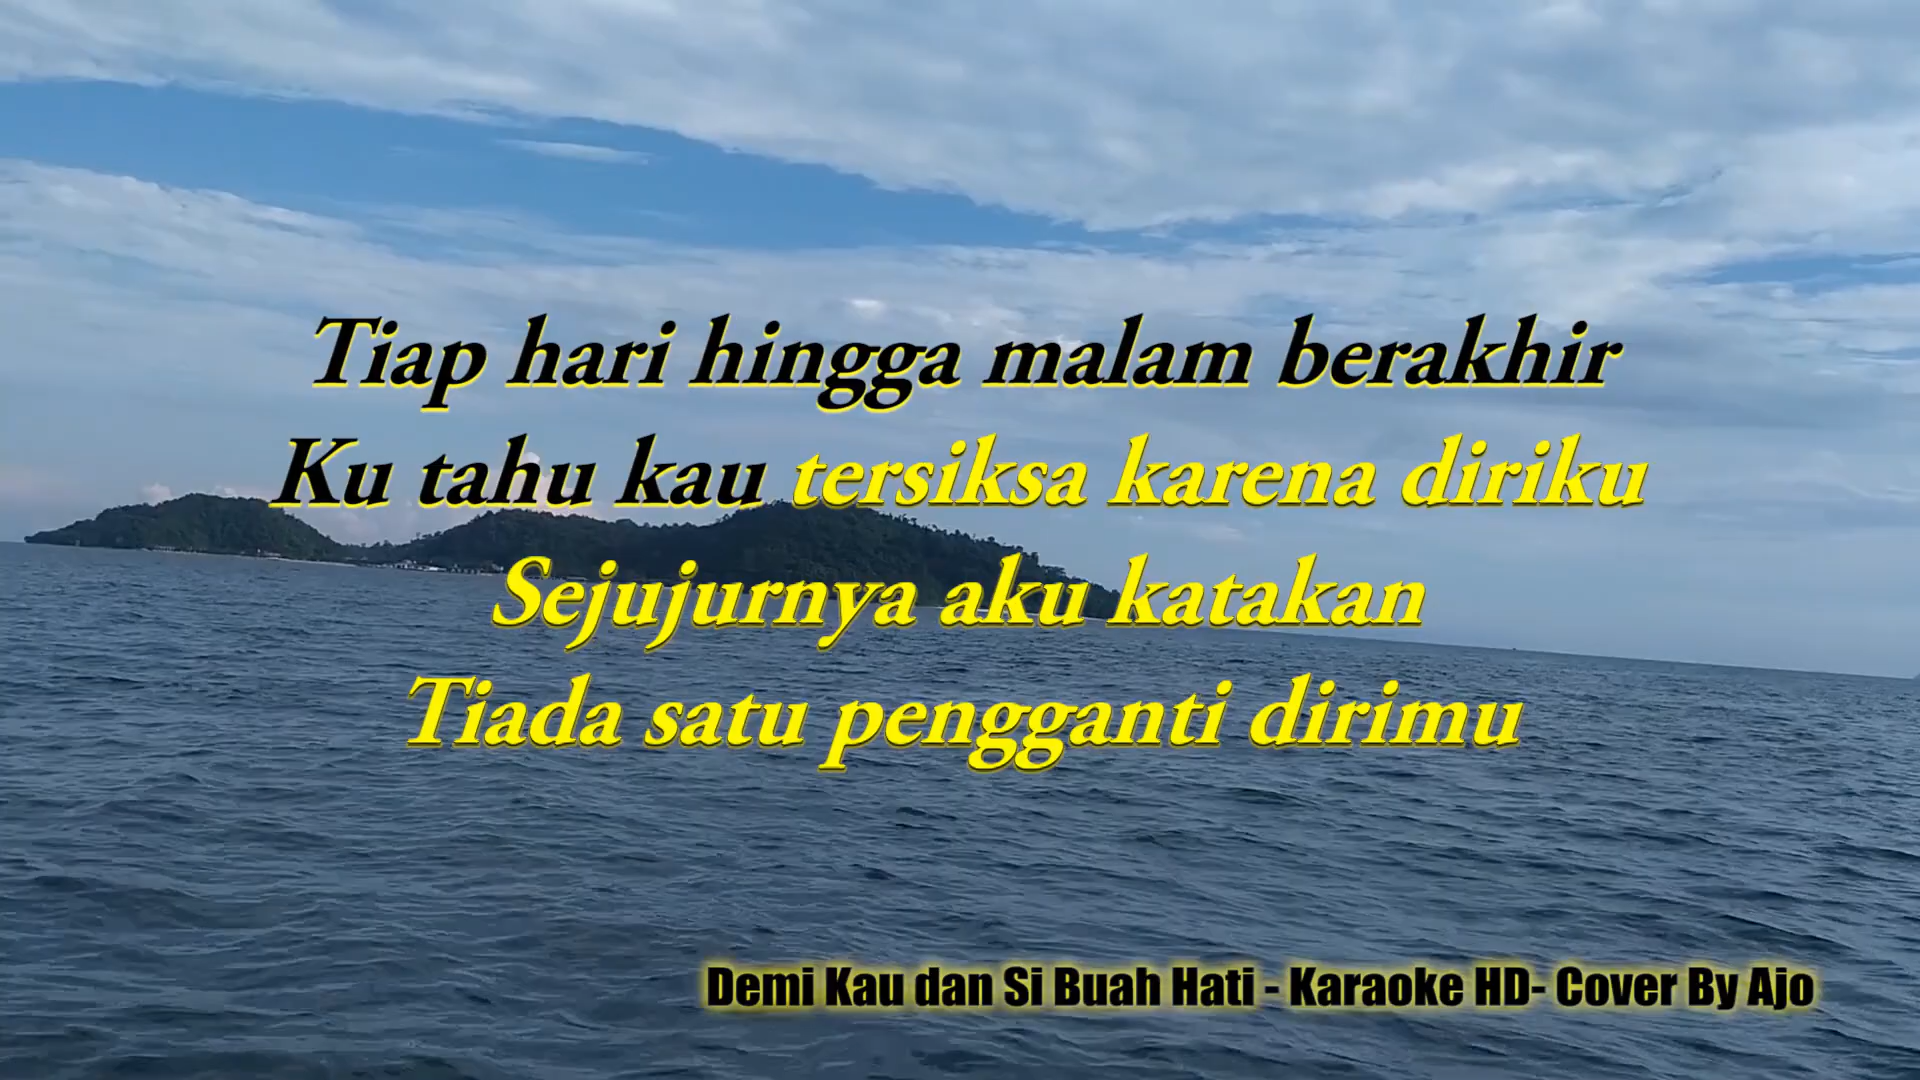 Tiap hari hingga malam berakhir
Ku tahu kau tersiksa karena diriku
Sejujurnya aku katakan
Tiada satu pengganti dirimu
Demi Kau dan Si Buah Hati - Karaoke HD- Cover By Ajo